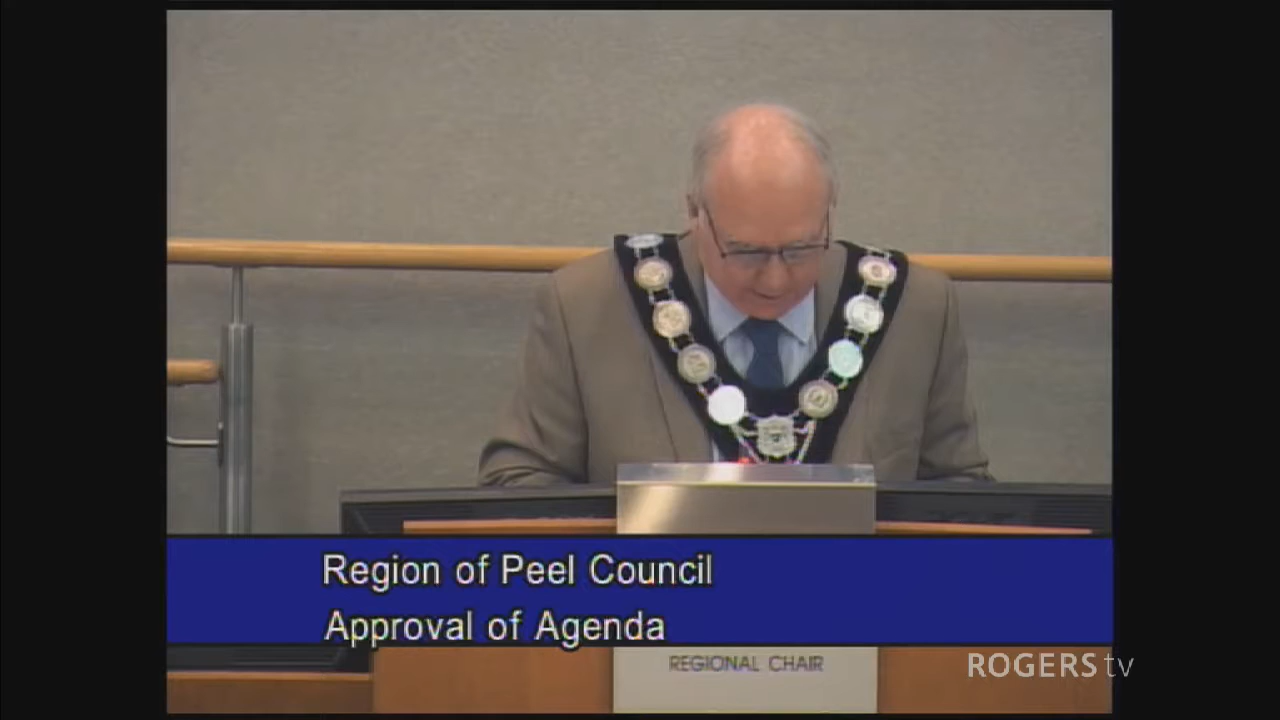 Region of Peel Council
Approval of Agenda
REGIONAL CHAIR
ROGERS tv